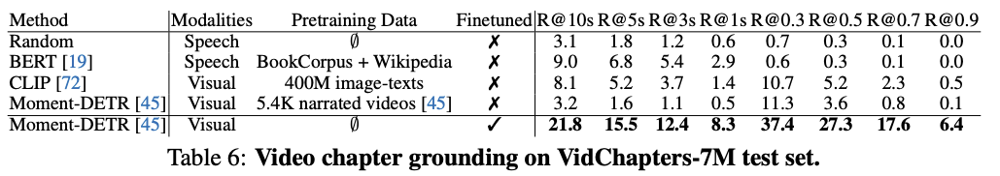 Method Modalities Pretraining Data Finetuned R@10s R@5s R@3s R@1s R@0.3 R@0.5 R@0.7 R@0.9
Random Speech ∅ ✗ 3.1 1.8 1.2 0.6 0.7 0.3 0.1 0.0
BERT [19] Speech BookCorpus + Wikipedia ✗ 9.0 6.8 5.4 2.9 0.6 0.3 0.1 0.0
CLIP [72] Visual 400M image-texts ✗ 8.1 5.2 3.7 1.4 10.7 5.2 2.3 0.5
Moment-DETR [45] Visual 5.4K narrated videos [45] ✗ 3.2 1.6 1.1 0.5 11.3 3.6 0.8 0.1
Moment-DETR [45] Visual ∅ ✓ 21.8 15.5 12.4 8.3 37.4 27.3 17.6 6.4
Table 6: Video chapter grounding on VidChapters-7M test set.